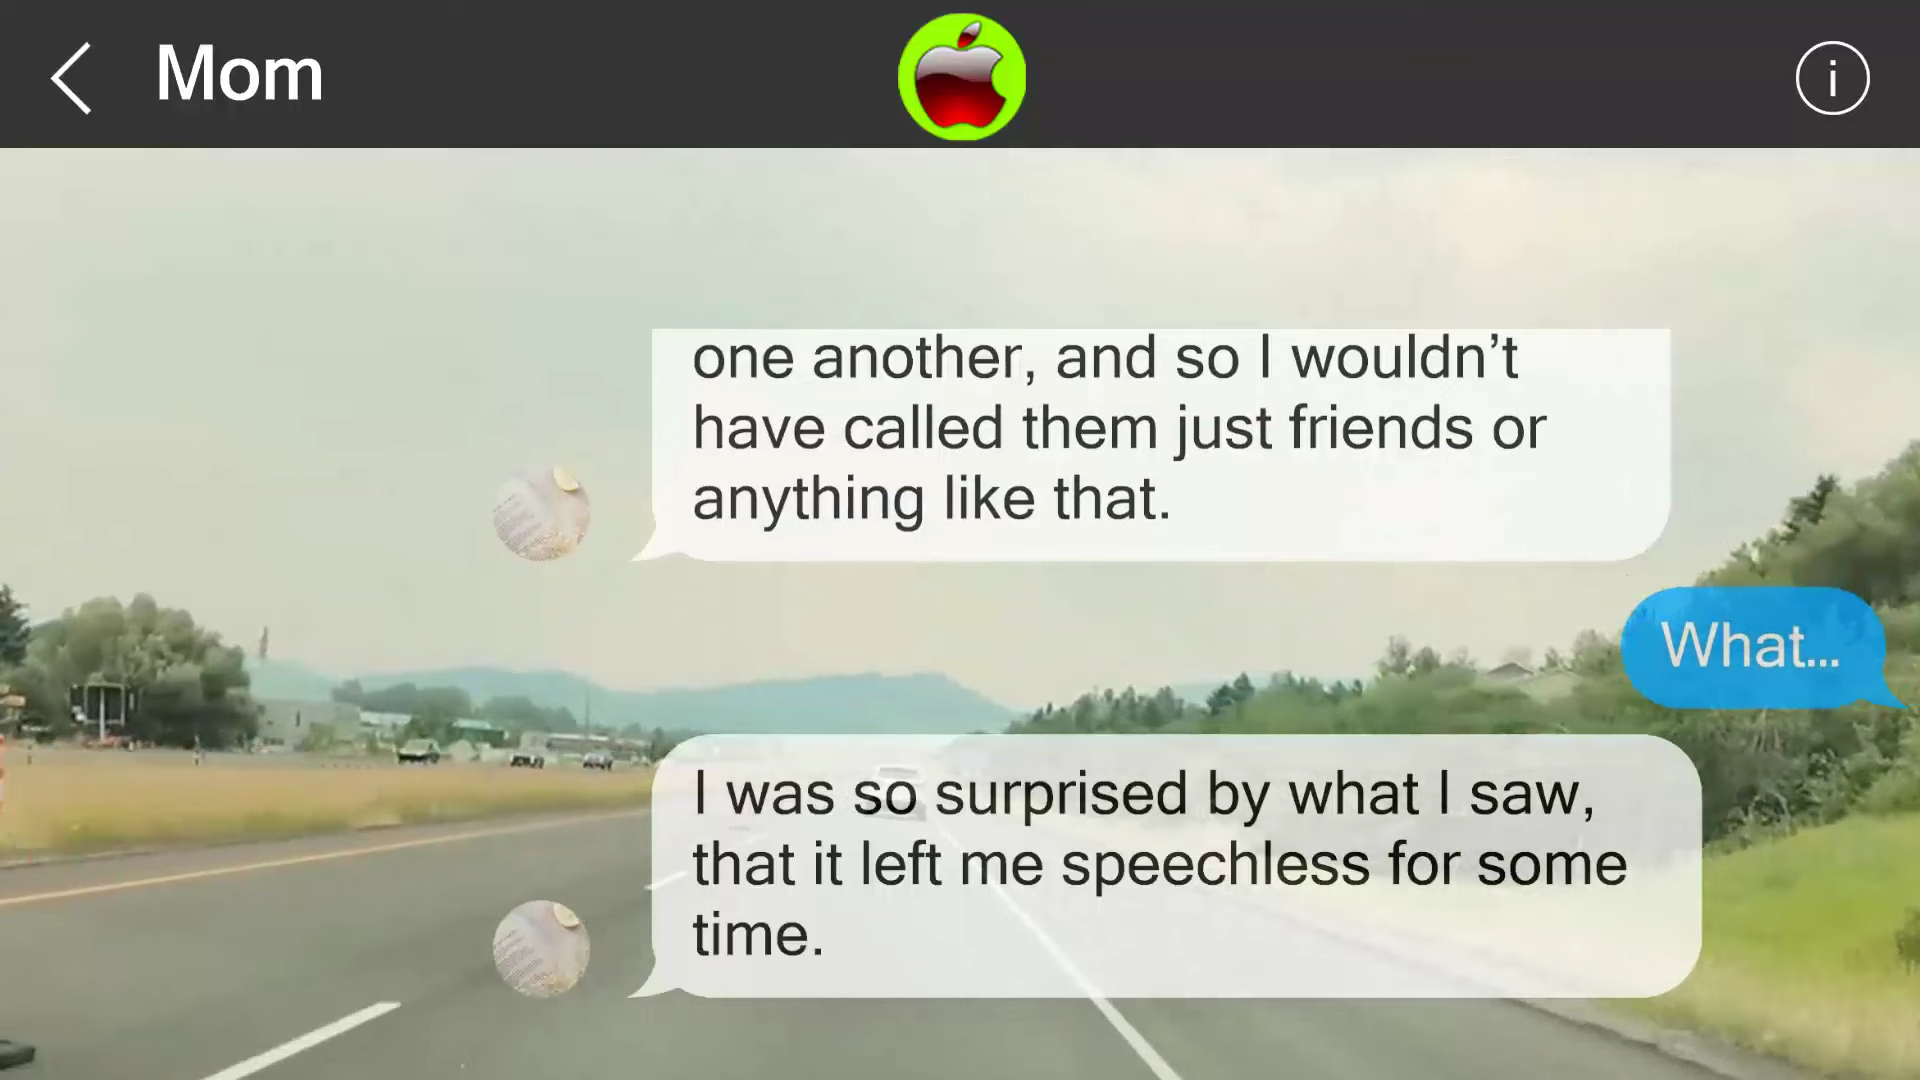 Mom
one another, and so I wouldn’t
have called them just friends or
anything like that.
What...
I was so surprised by what I saw,
that it left me speechless for some
time.